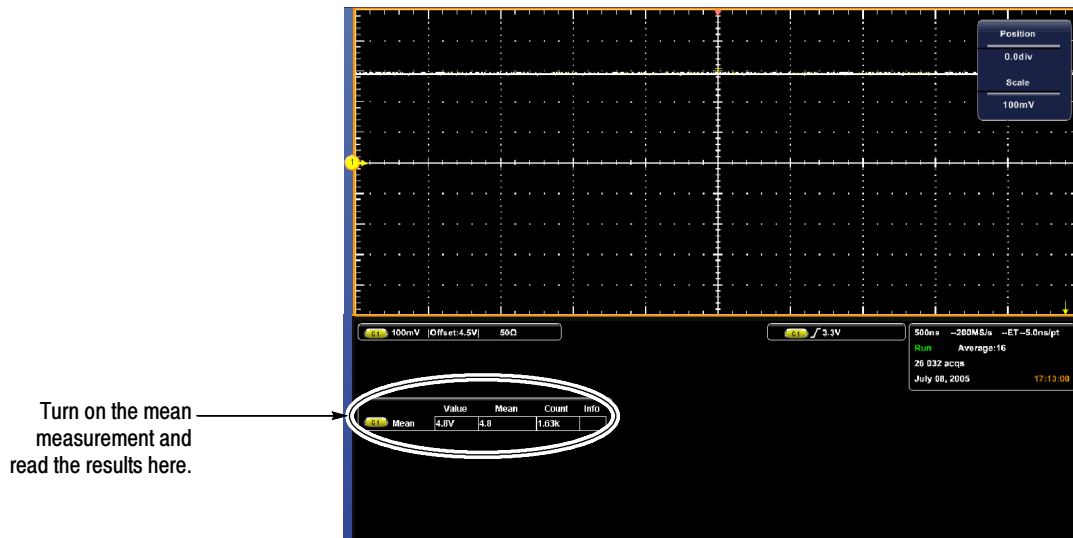 Position
0.0div
Scale
100mV
1
C1 100mV |Offset:4.5V| 50Ω
C1 3.3V
500ns --200MS/s --ET--5.0ns/pt
Run Average:16
26 032 acqs
July 08, 2005 17:13:00
Value Mean Count Info
C1 Mean 4.8V 4.8 1.63k
Turn on the mean
measurement and
read the results here.